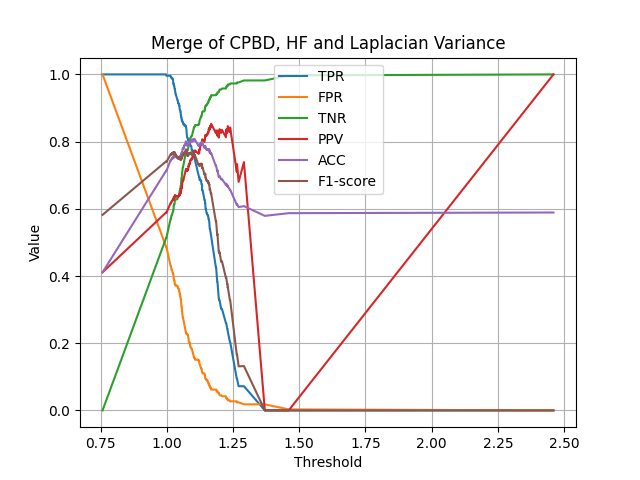 Merge of CPBD, HF and Laplacian Variance
Value
1.0
0.8
0.6
0.4
0.2
0.0
TPR
FPR
TNR
PPV
ACC
F1-score
0.75 1.00 1.25 1.50 1.75 2.00 2.25 2.50
Threshold